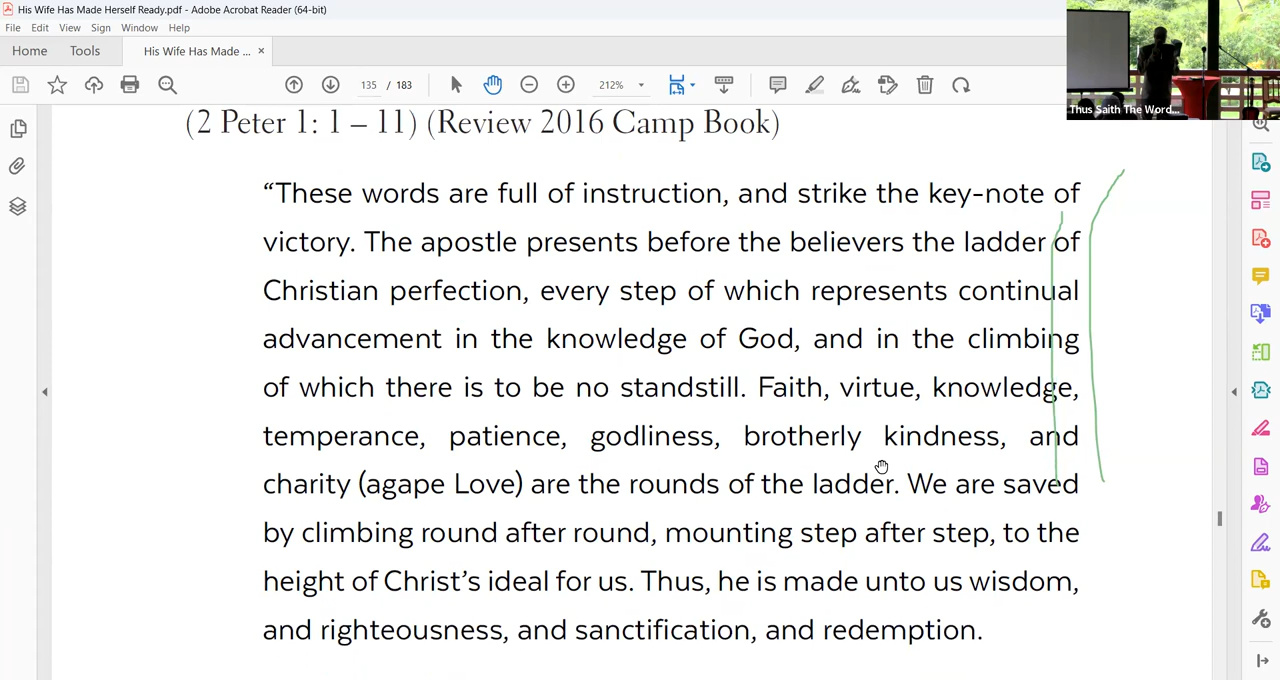 His Wife Has Made Herself Ready.pdf - Adobe Acrobat Reader (64-bit)
File Edit View Sign Window Help
Home Tools His Wife Has Made ... ×
135 / 183 212%
Thus Saith The Word...
(2 Peter 1: 1 – 11) (Review 2016 Camp Book)
“These words are full of instruction, and strike the key-note of
victory. The apostle presents before the believers the ladder of
Christian perfection, every step of which represents continual
advancement in the knowledge of God, and in the climbing
of which there is to be no standstill. Faith, virtue, knowledge,
temperance, patience, godliness, brotherly kindness, and
charity (agape Love) are the rounds of the ladder. We are saved
by climbing round after round, mounting step after step, to the
height of Christ’s ideal for us. Thus, he is made unto us wisdom,
and righteousness, and sanctification, and redemption.